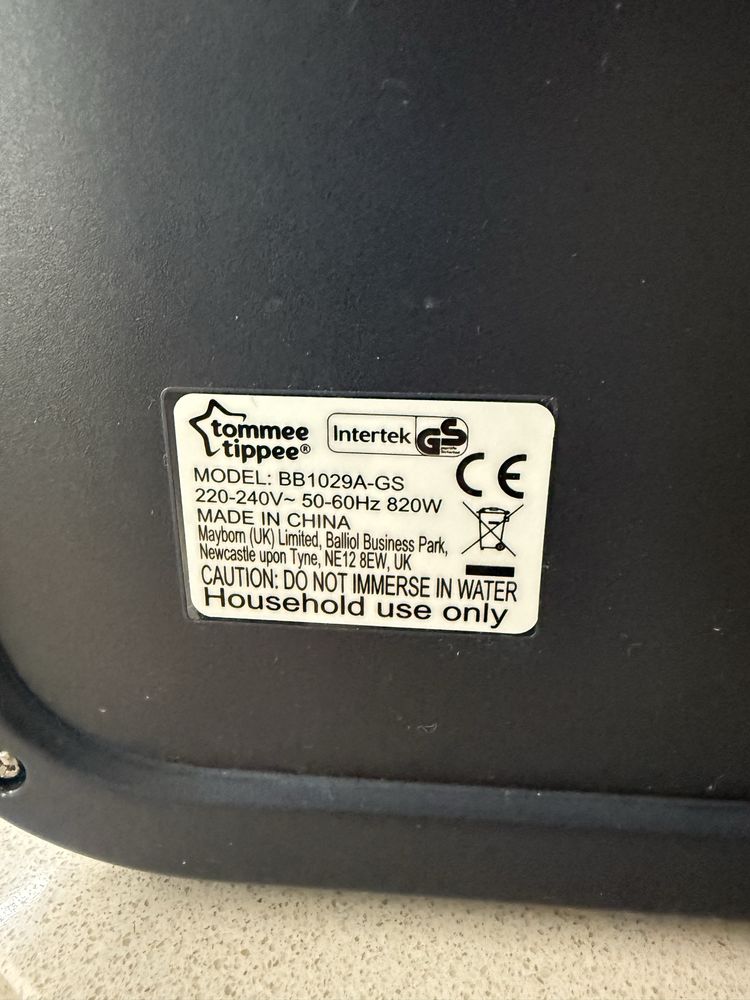 tommee
tippee®
Intertek GS
MODEL: BB1029A-GS
220-240V~ 50-60Hz 820W
MADE IN CHINA
Mayborn (UK) Limited, Balliol Business Park,
Newcastle upon Tyne, NE12 8EW, UK
CAUTION: DO NOT IMMERSE IN WATER
Household use only
CE